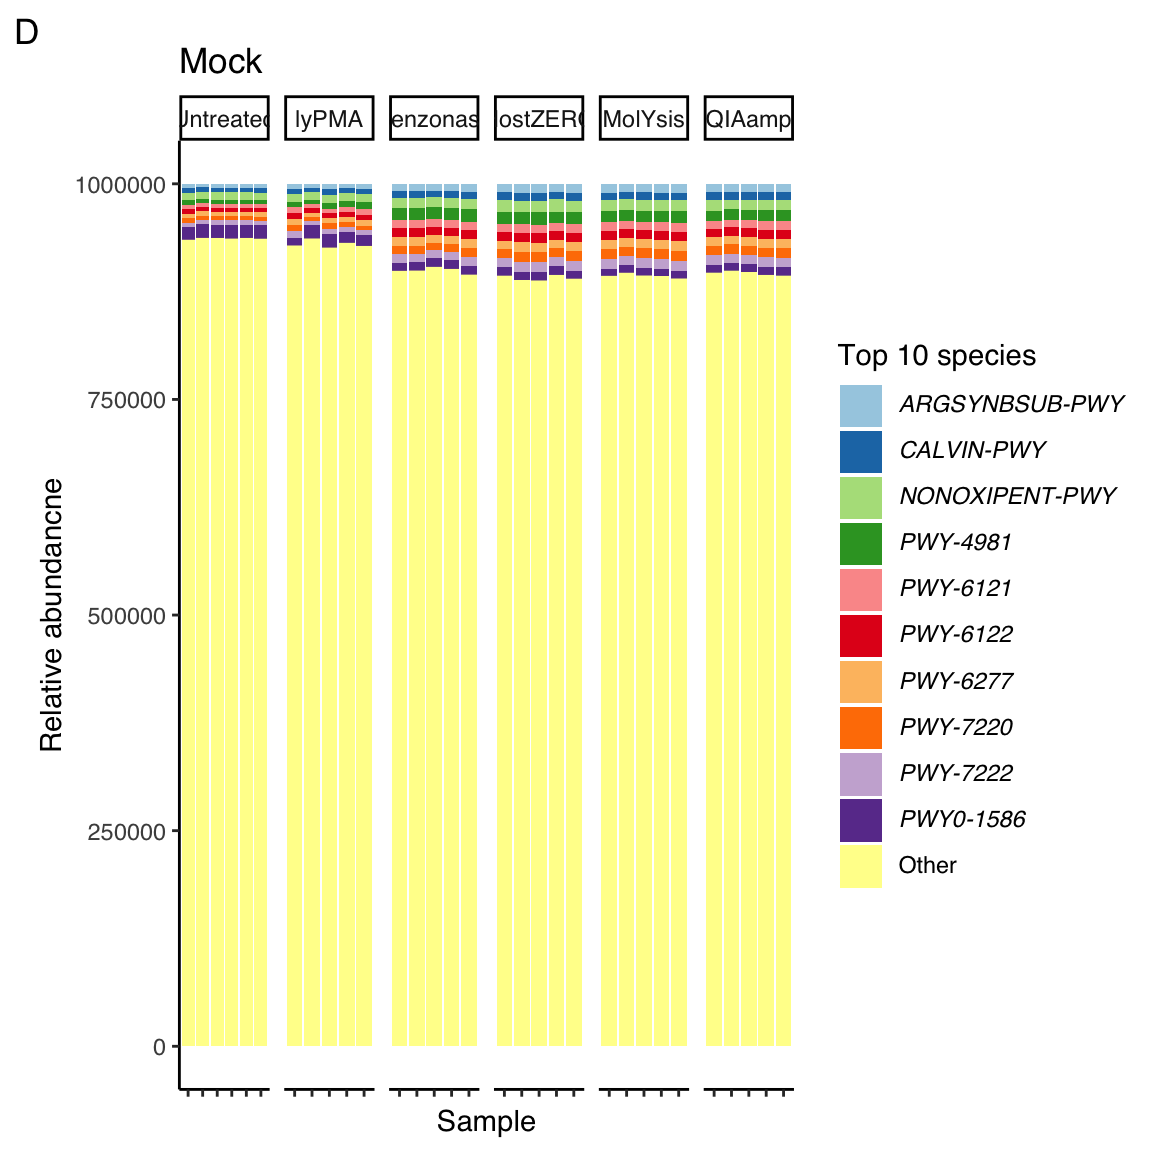 D
Mock
Untreated
lyPMA
enzonas
ostZER
MolYsis
QIAamp
1000000
750000
500000
250000
0
Relative abundancne
Sample
Top 10 species
ARGSYNBSUB-PWY
CALVIN-PWY
NONOXIPENT-PWY
PWY-4981
PWY-6121
PWY-6122
PWY-6277
PWY-7220
PWY-7222
PWY0-1586
Other